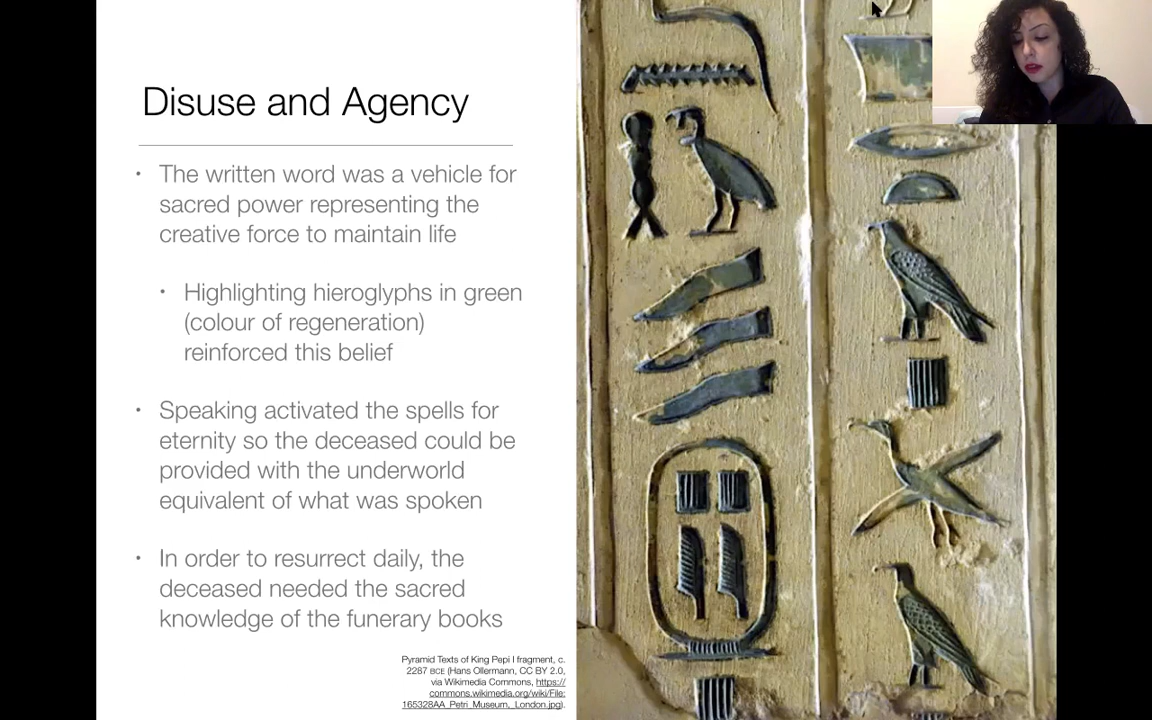 Disuse and Agency
• The written word was a vehicle for
sacred power representing the
creative force to maintain life
• Highlighting hieroglyphs in green
(colour of regeneration)
reinforced this belief
• Speaking activated the spells for
eternity so the deceased could be
provided with the underworld
equivalent of what was spoken
• In order to resurrect daily, the
deceased needed the sacred
knowledge of the funerary books
Pyramid Texts of King Pepi I fragment, c.
2287 BCE (Hans Ollermann, CC BY 2.0,
via Wikimedia Commons, https://
commons.wikimedia.org/wiki/File:
165328AA_Petri_Museum,_London.jpg).